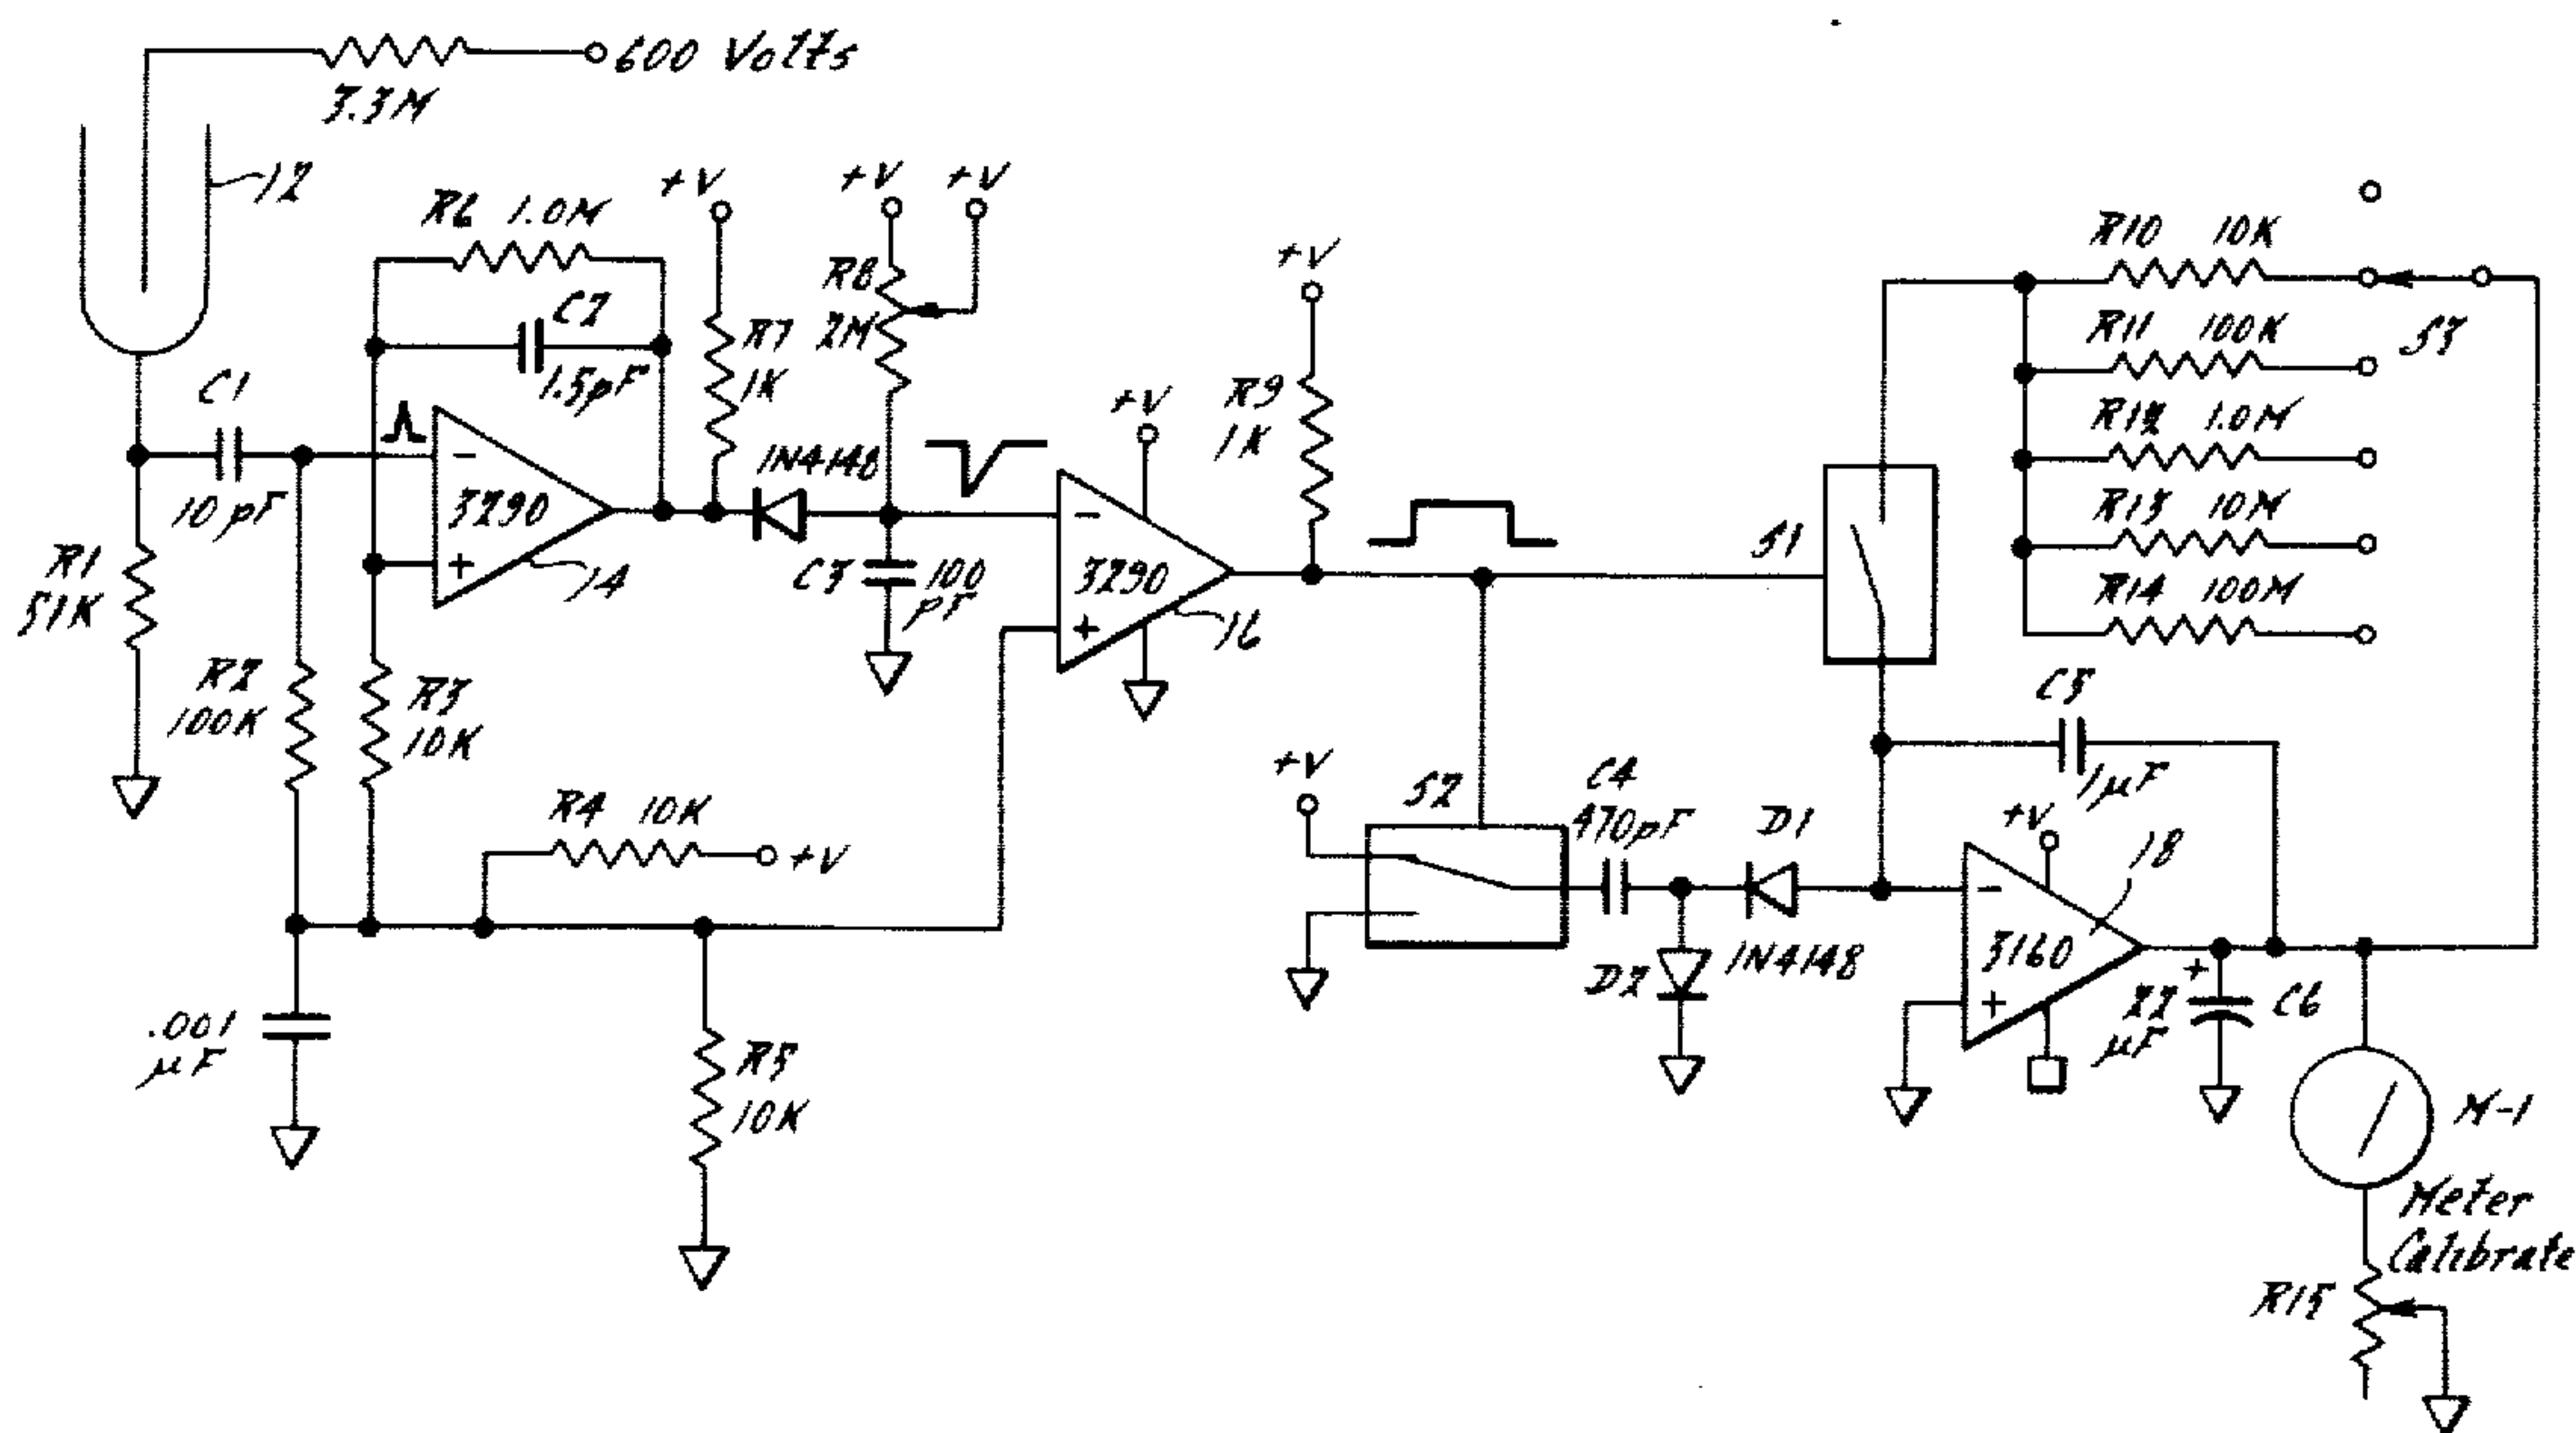 600 Volts
3.3M
12
R6 1.0M
C2
1.5pF
+V
R7
1K
+V
+V
R8
2M
C1
10 pF
R1
51K
-
3290
+
14
1N4148
C3
100
pF
+V
-
3290
+
16
+V
R9
1K
S1
R10 10K
R11 100K
R12 1.0M
R13 10M
R14 100M
S3
R2
100K
R3
10K
R4 10K
+V
.001
µF
R5
10K
+V
S2
C4
470pF
D1
1N4148
D2
C5
1µF
+V
18
-
3160
+
+
22
µF
C6
M-1
Meter
Calibrate
R15